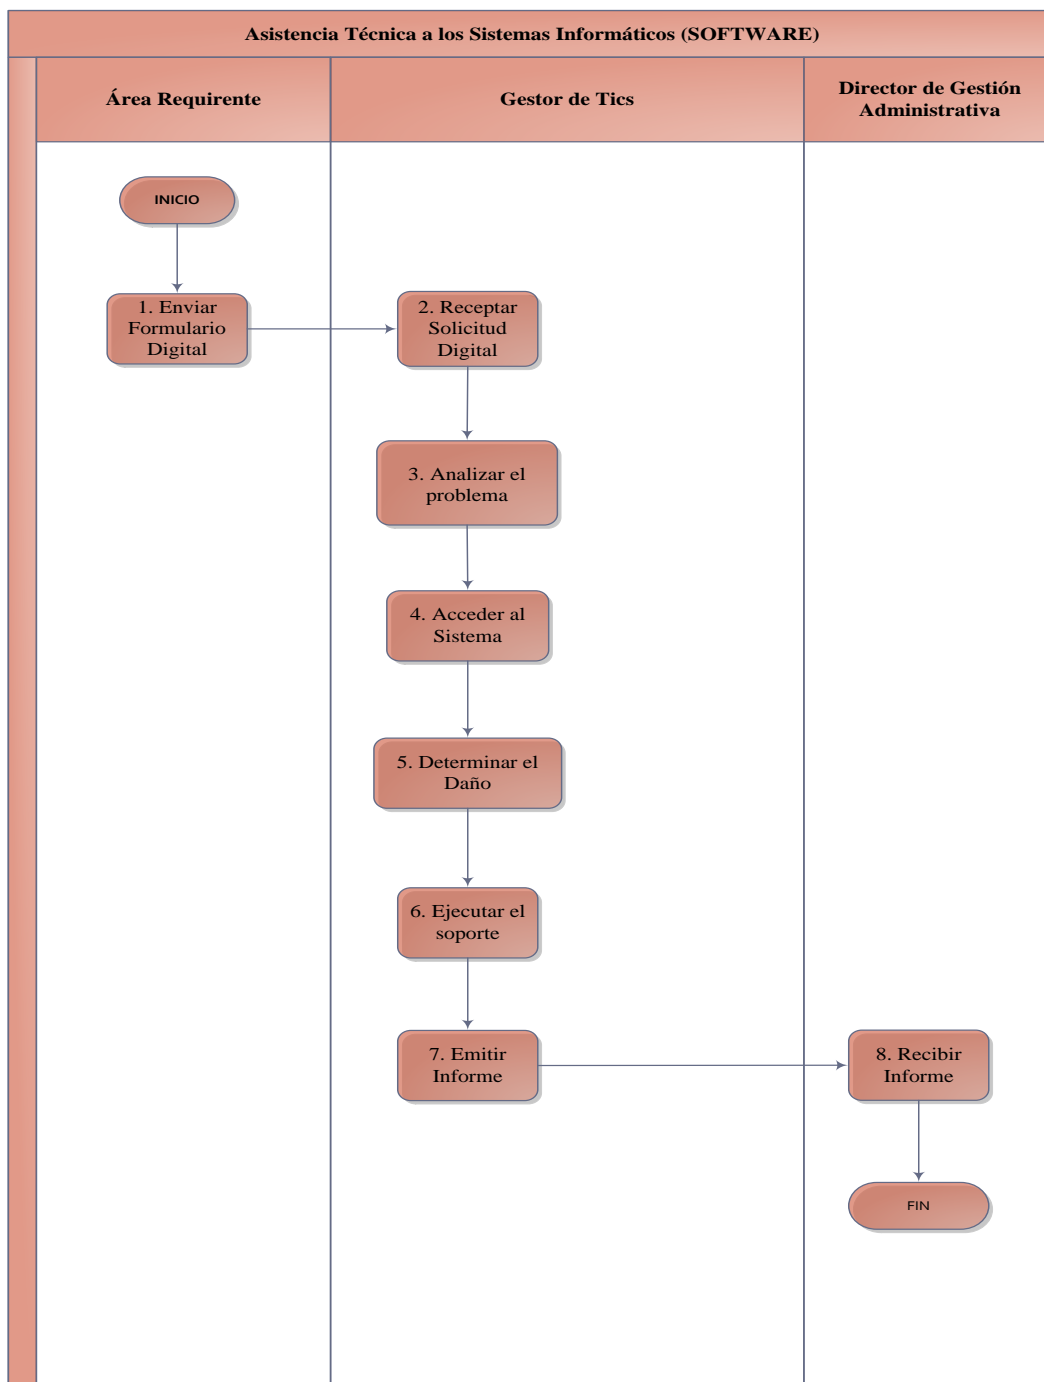 Asistencia Técnica a los Sistemas Informáticos (SOFTWARE)
Área Requirente
Gestor de Tics
Director de Gestión
Administrativa
INICIO
1. Enviar
Formulario
Digital
2. Receptar
Solicitud
Digital
3. Analizar el
problema
4. Acceder al
Sistema
5. Determinar el
Daño
6. Ejecutar el
soporte
7. Emitir
Informe
8. Recibir
Informe
FIN